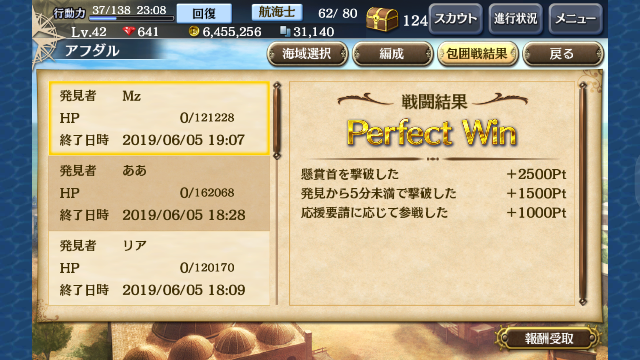 行動力 37/138 23:08 回復 航海士 62/ 80 124 スカウト 進行状況 メニュー
Lv.42 641 6,455,256 31,140
アフダル 海域選択 編成 包囲戦結果 戻る
発見者 Mz
HP 0/121228
終了日時 2019/06/05 19:07
発見者 ああ
HP 0/162068
終了日時 2019/06/05 18:28
発見者 リア
HP 0/120170
終了日時 2019/06/05 18:09
戦闘結果
Perfect Win
懸賞首を撃破した +2500Pt
発見から5分未満で撃破した +1500Pt
応援要請に応じて参戦した +1000Pt
報酬受取